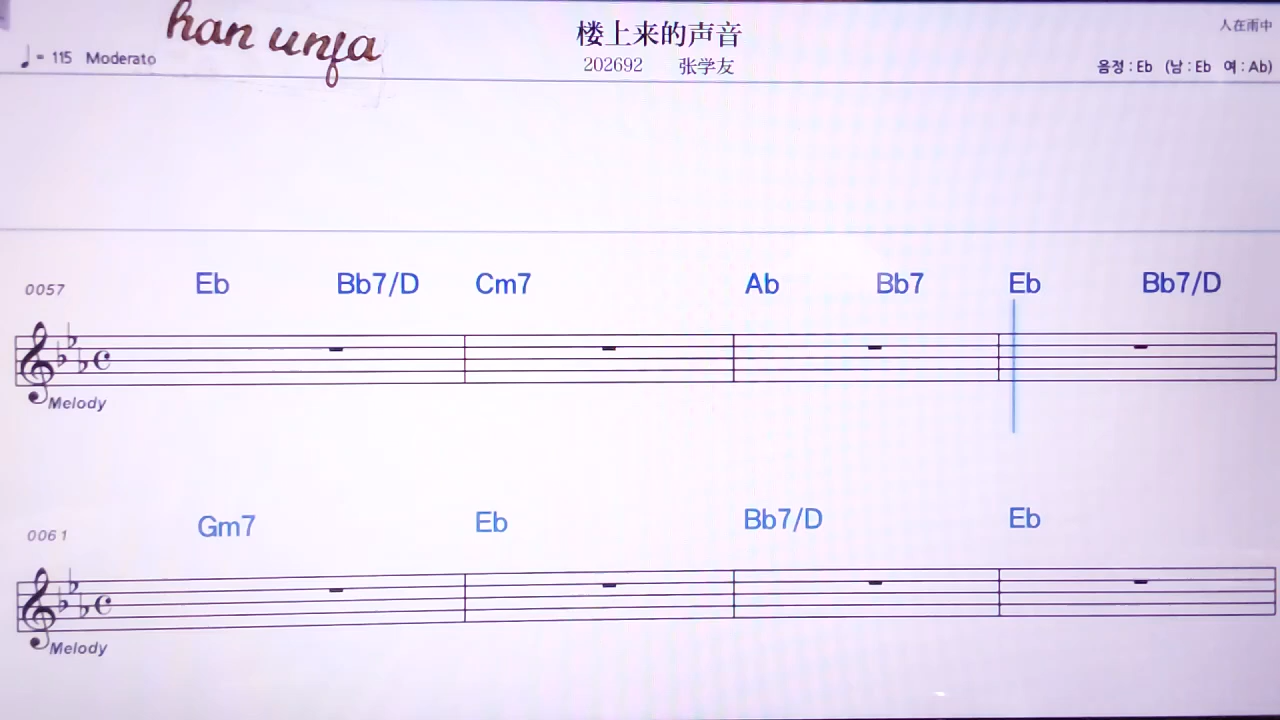 han unfa
楼上来的声音
人在雨中
♩= 115 Moderato
202692 张学友
음정 : Eb (남 : Eb 여 : Ab)
0057 Eb Bb7/D Cm7 Ab Bb7 Eb Bb7/D
Melody
0061 Gm7 Eb Bb7/D Eb
Melody